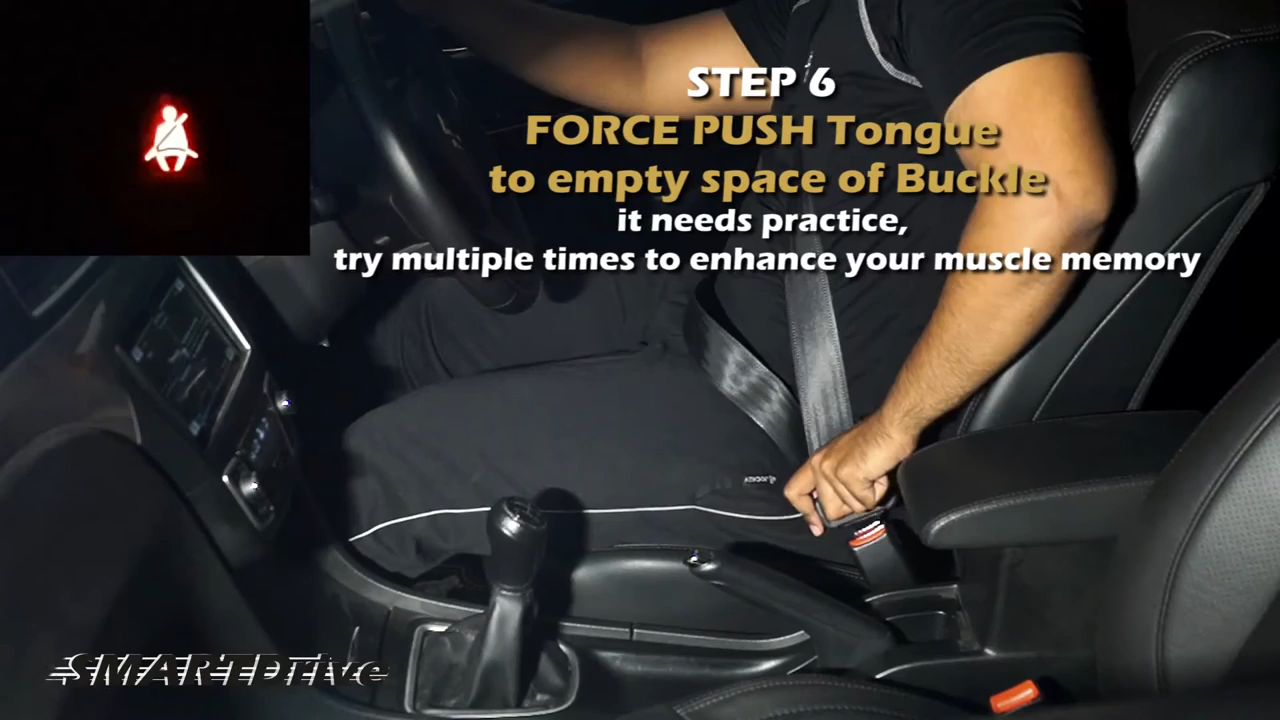 STEP 6
FORCE PUSH Tongue
to empty space of Buckle
it needs practice,
try multiple times to enhance your muscle memory
JOCKEY